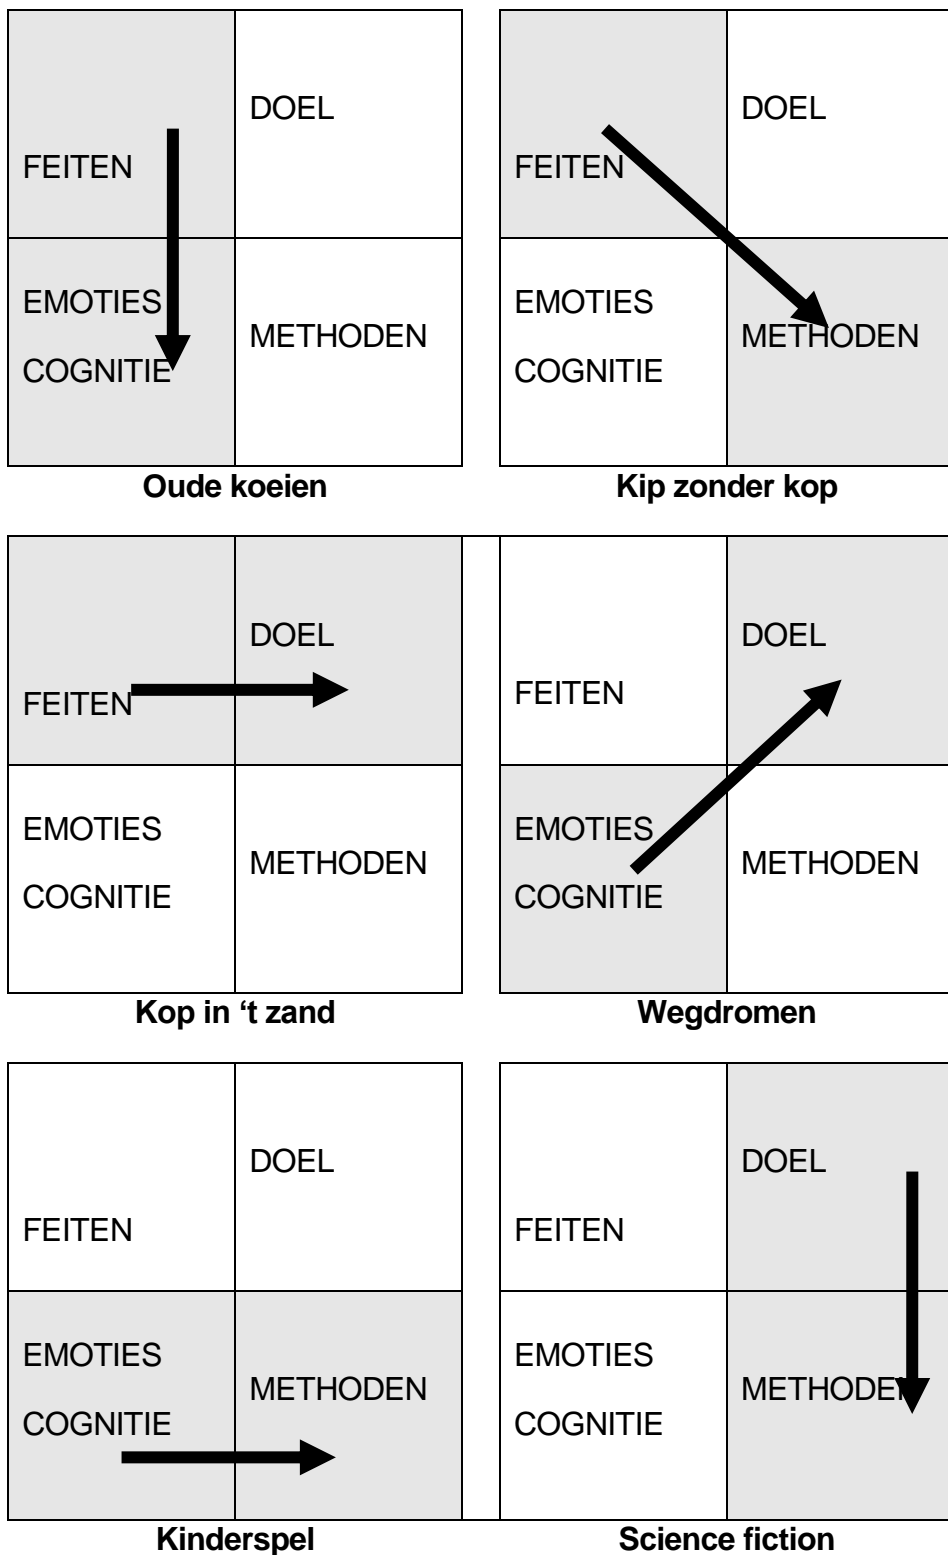 DOEL
FEITEN
EMOTIES
COGNITIE
METHODEN
Oude koeien
DOEL
FEITEN
EMOTIES
COGNITIE
METHODEN
Kip zonder kop
DOEL
FEITEN
EMOTIES
COGNITIE
METHODEN
Kop in ‘t zand
DOEL
FEITEN
EMOTIES
COGNITIE
METHODEN
Wegdromen
DOEL
FEITEN
EMOTIES
COGNITIE
METHODEN
Kinderspel
DOEL
FEITEN
EMOTIES
COGNITIE
METHODEN
Science fiction